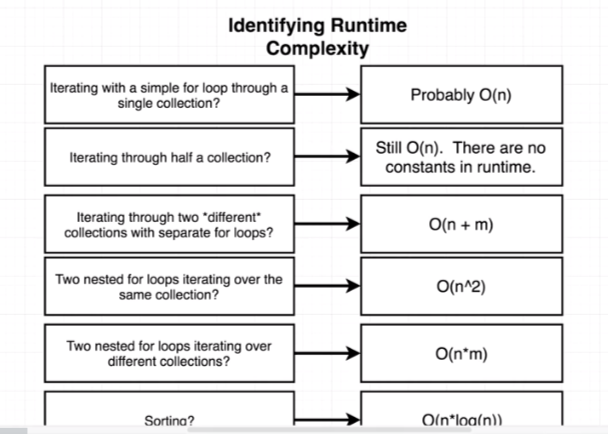 Identifying Runtime
Complexity
Iterating with a simple for loop through a
single collection?
Probably O(n)
Iterating through half a collection?
Still O(n). There are no
constants in runtime.
Iterating through two *different*
collections with separate for loops?
O(n + m)
Two nested for loops iterating over the
same collection?
O(n^2)
Two nested for loops iterating over
different collections?
O(n*m)
Sorting?
O(n*log(n))